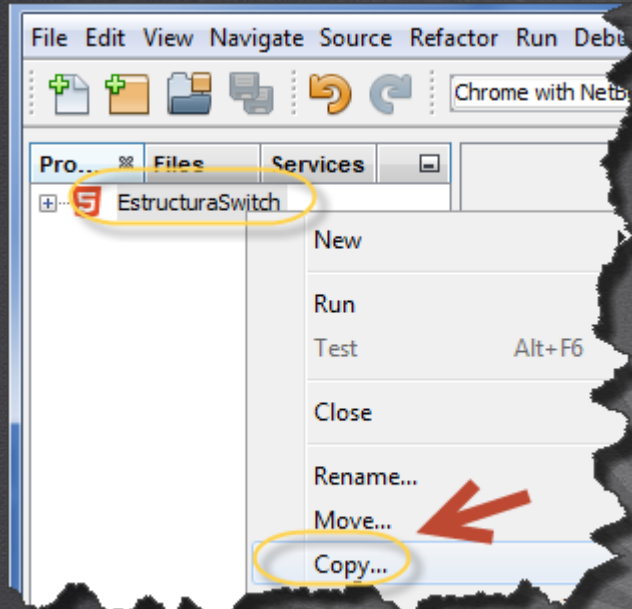 File Edit View Navigate Source Refactor Run Debu
Chrome with NetB
Pro... Files Services
EstructuraSwitch
New
Run
Test Alt+F6
Close
Rename...
Move...
Copy...